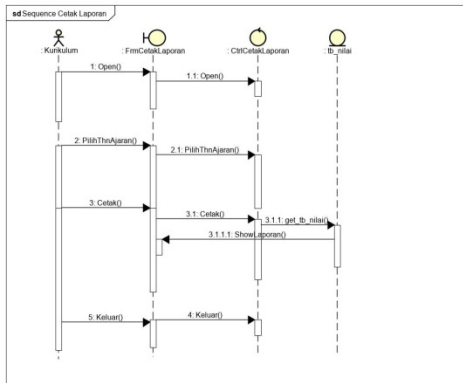 sd Sequence Cetak Laporan
: Kurikulum
: FrmCetakLaporan
: CtrlCetakLaporan
: tb_nilai
1: Open()
1.1: Open()
2: PilihThnAjaran()
2.1: PilihThnAjaran()
3: Cetak()
3.1: Cetak()
3.1.1: get_tb_nilai()
3.1.1.1: ShowLaporan()
5: Keluar()
4: Keluar()